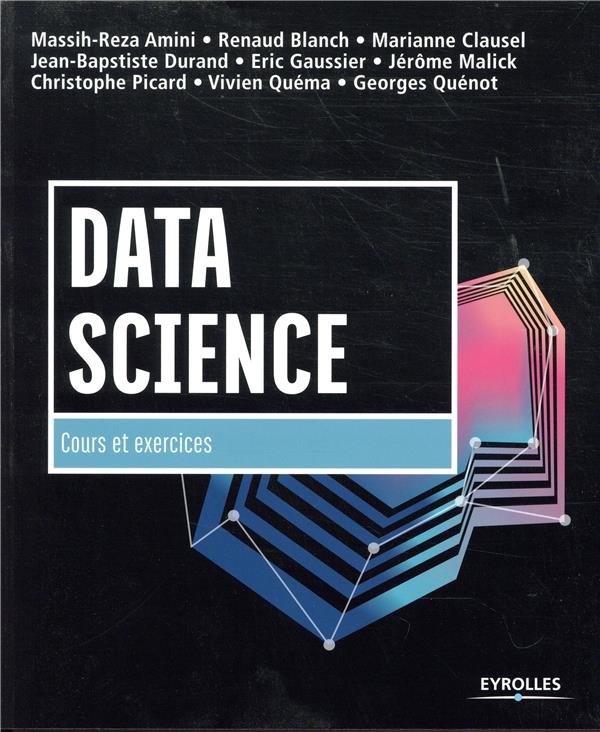 Massih-Reza Amini • Renaud Blanch • Marianne Clausel
Jean-Bapstiste Durand • Eric Gaussier • Jérôme Malick
Christophe Picard • Vivien Quéma • Georges Quénot
DATA
SCIENCE
Cours et exercices
EYROLLES